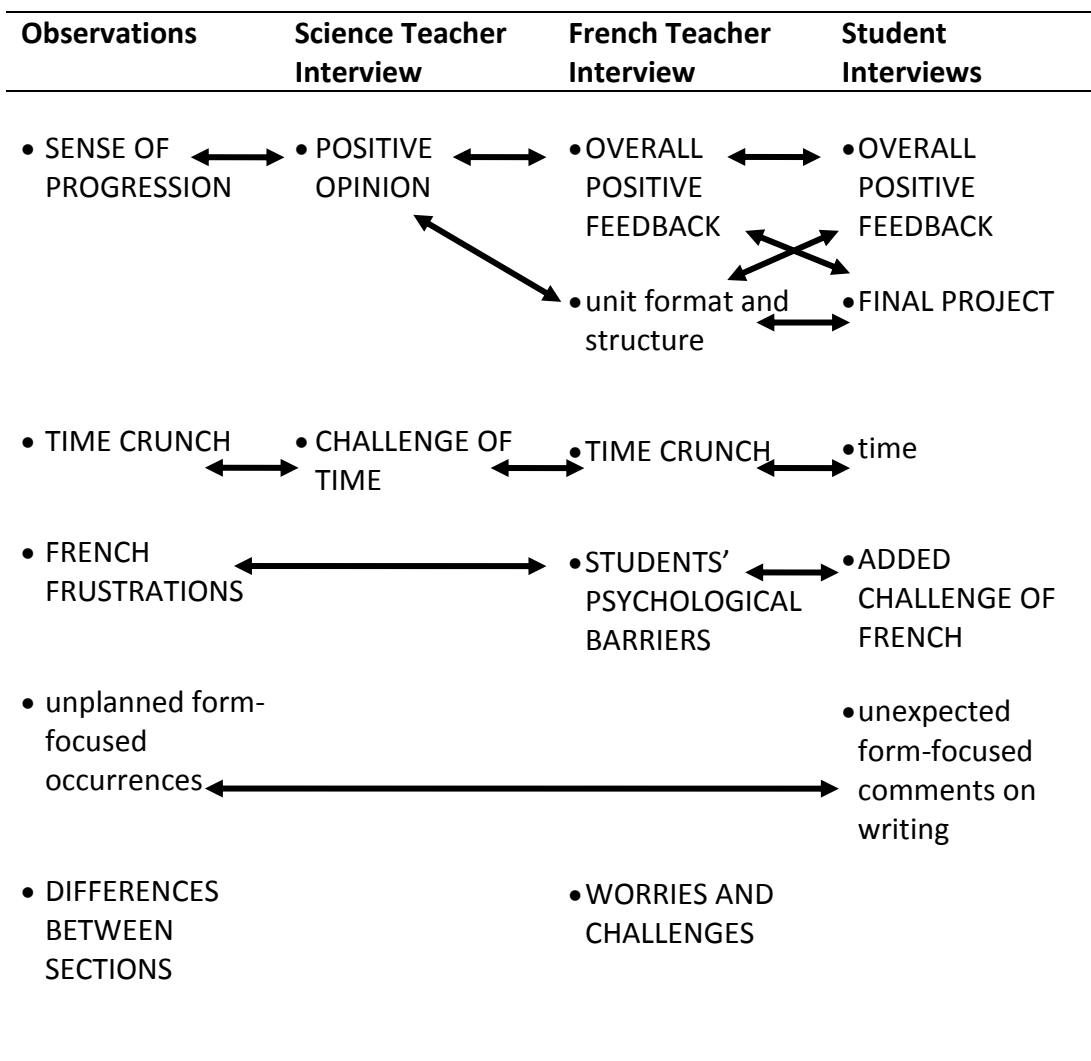 Observations Science Teacher Interview French Teacher Interview Student Interviews
• SENSE OF PROGRESSION
• POSITIVE OPINION
• OVERALL POSITIVE FEEDBACK
• OVERALL POSITIVE FEEDBACK
• unit format and structure
• FINAL PROJECT
• TIME CRUNCH
• CHALLENGE OF TIME
• TIME CRUNCH
• time
• FRENCH FRUSTRATIONS
• STUDENTS’ PSYCHOLOGICAL BARRIERS
• ADDED CHALLENGE OF FRENCH
• unplanned form-focused occurrences
• unexpected form-focused comments on writing
• DIFFERENCES BETWEEN SECTIONS
• WORRIES AND CHALLENGES